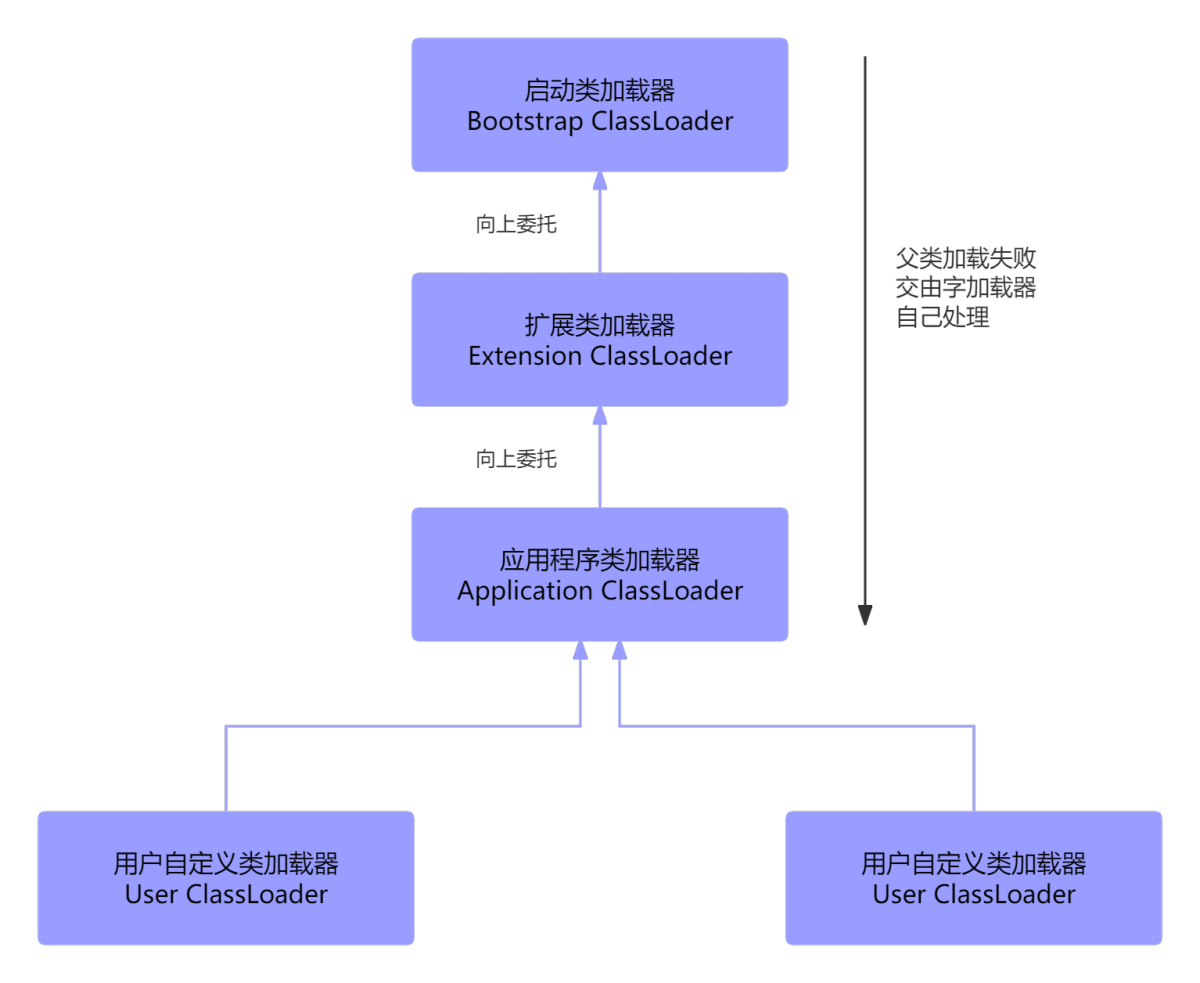 启动类加载器
Bootstrap ClassLoader
向上委托
父类加载失败
交由字加载器
自己处理
扩展类加载器
Extension ClassLoader
向上委托
应用程序类加载器
Application ClassLoader
用户自定义类加载器
User ClassLoader
用户自定义类加载器
User ClassLoader